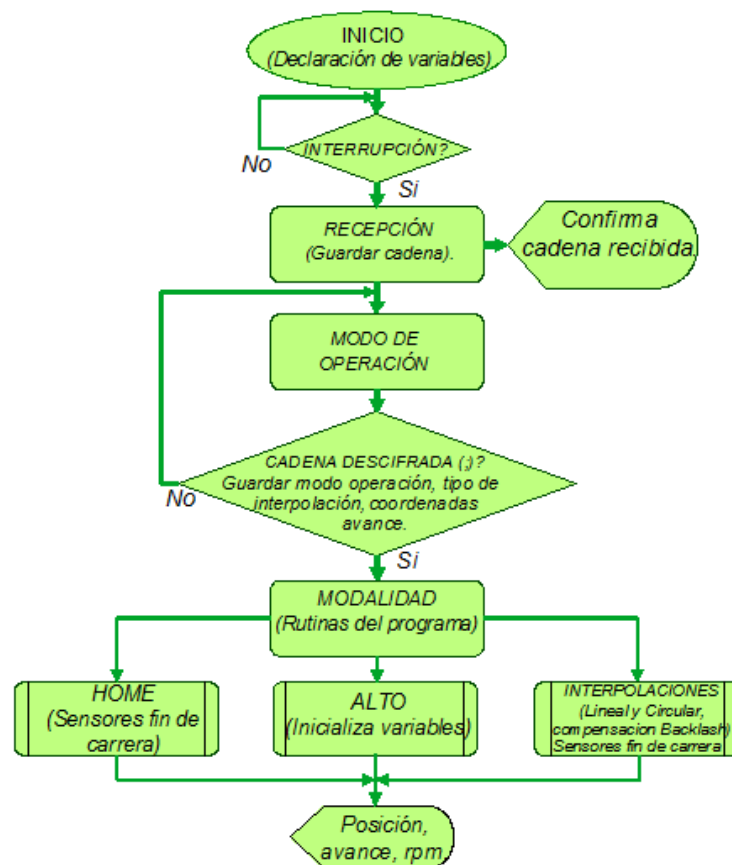 INICIO
(Declaración de variables)
INTERRUPCIÓN?
No
Si
RECEPCIÓN
(Guardar cadena).
Confirma
cadena recibida
MODO DE
OPERACIÓN
CADENA DESCIFRADA (;)?
Guardar modo operación, tipo de
interpolación, coordenadas
avance.
No
Si
MODALIDAD
(Rutinas del programa)
HOME
(Sensores fin de
carrera)
ALTO
(Inicializa variables)
INTERPOLACIONES
(Lineal y Circular,
compensacion Backlash)
Sensores fin de carrera
Posición,
avance, rpm